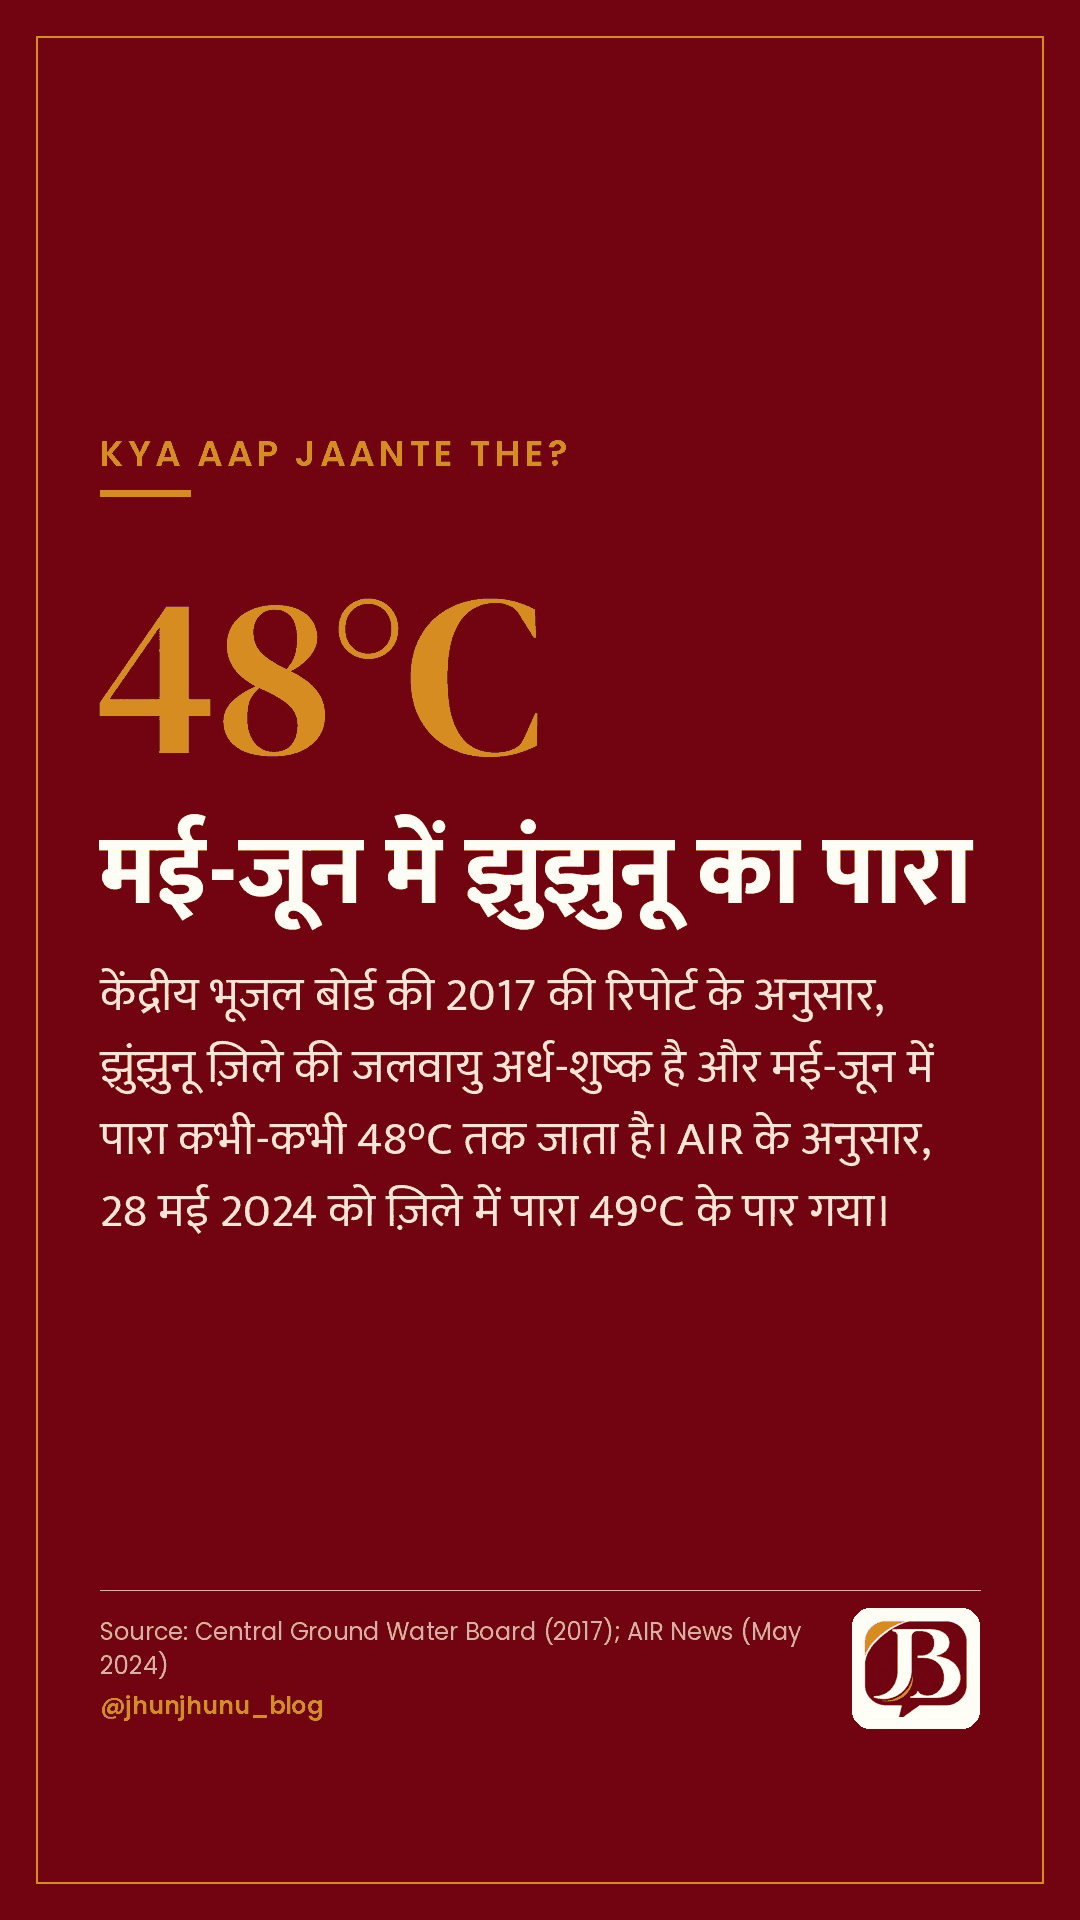 KYA AAP JAANTE THE?
48°C
मई-जून में झुंझुनू का पारा
केंद्रीय भूजल बोर्ड की 2017 की रिपोर्ट के अनुसार,
झुंझुनू ज़िले की जलवायु अर्ध-शुष्क है और मई-जून में
पारा कभी-कभी 48°C तक जाता है। AIR के अनुसार,
28 मई 2024 को ज़िले में पारा 49°C के पार गया।
Source: Central Ground Water Board (2017); AIR News (May
2024)
@jhunjhunu_blog
JB